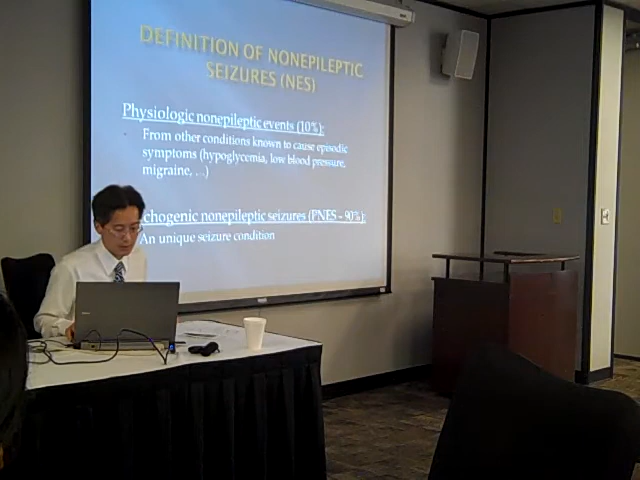 DEFINITION OF NONEPILEPTIC
SEIZURES (NES)
Physiologic nonepileptic events (10%):
From other conditions known to cause episodic
symptoms (hypoglycemia, low blood pressure,
migraine, ...)
chogenic nonepileptic seizures (PNES – 90%):
An unique seizure condition